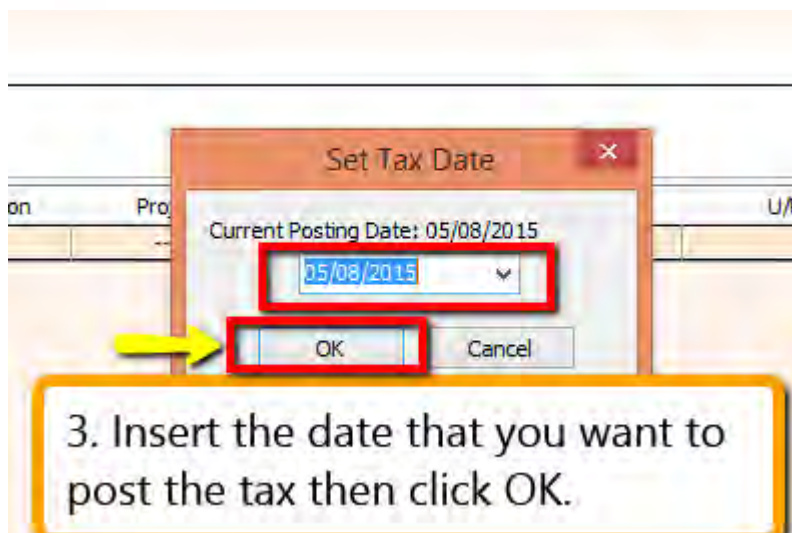 Set Tax Date
on Pro U/
Current Posting Date: 05/08/2015
05/08/2015
OK Cancel
3. Insert the date that you want to
post the tax then click OK.